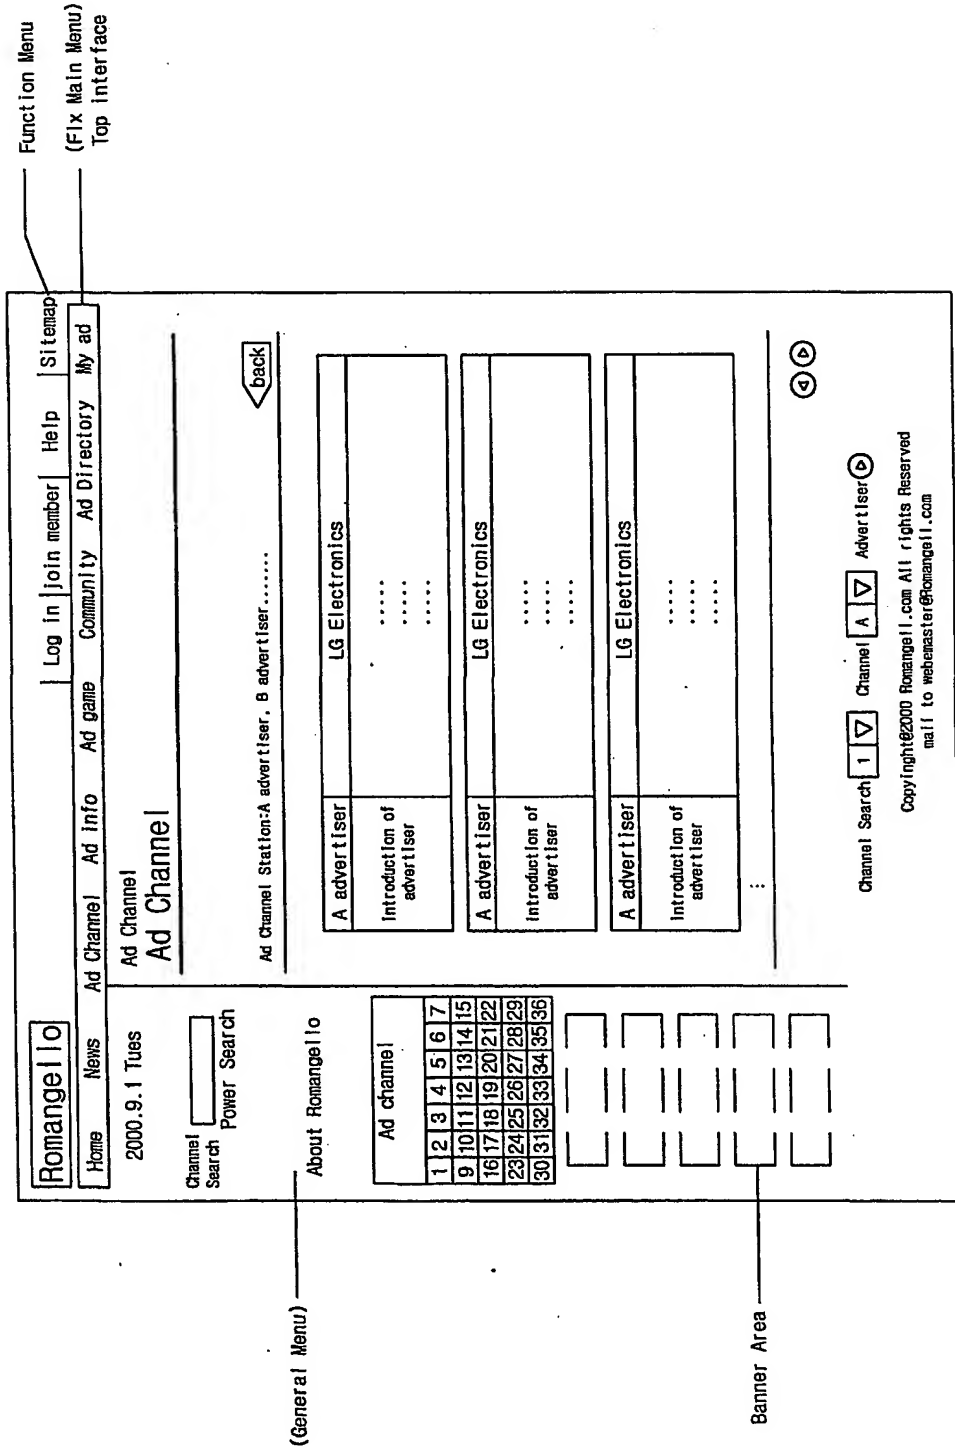 Function Menu
(Fix Main Menu)
Top interface
Romangello
Log in | join member | Help | Sitemap
Home News Ad Channel Ad info Ad game Community Ad Directory My ad
2000.9.1 Tues
Channel
Search
Power Search
About Romangello
(General Menu)
Ad channel
1 2 3 4 5 6 7
9 10 11 12 13 14 15
16 17 18 19 20 21 22
23 24 25 26 27 28 29
30 31 32 33 34 35 36
Banner Area
Ad Channel
Ad Channel
back
Ad Channel Station:A advertiser, B advertiser......
A advertiser LG Electronics
Introduction of
advertiser
.....
.....
.....
A advertiser LG Electronics
Introduction of
advertiser
.....
.....
.....
A advertiser LG Electronics
Introduction of
advertiser
.....
.....
.....
...
Channel Search 1 ▽ Channel A ▽ Advertiser
Copyinght@2000 Romangell.com All rights Reserved
mail to webemaster@Romangell.com